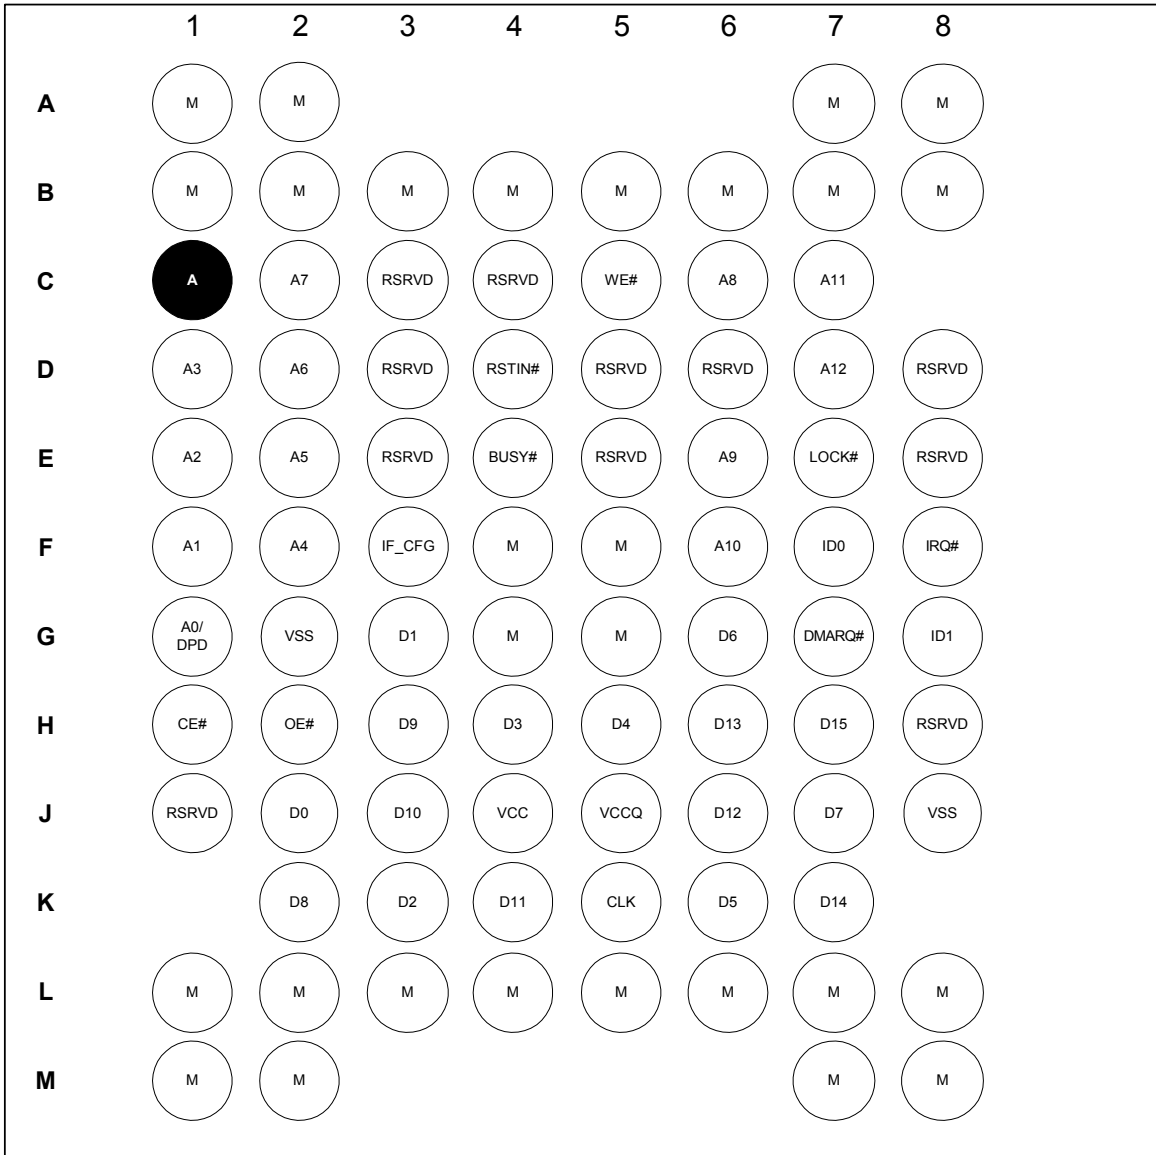 1 2 3 4 5 6 7 8
A M M M M
B M M M M M M M M
C A A7 RSRVD RSRVD WE# A8 A11
D A3 A6 RSRVD RSTIN# RSRVD RSRVD A12 RSRVD
E A2 A5 RSRVD BUSY# RSRVD A9 LOCK# RSRVD
F A1 A4 IF_CFG M M A10 ID0 IRQ#
G A0/ DPD VSS D1 M M D6 DMARQ# ID1
H CE# OE# D9 D3 D4 D13 D15 RSRVD
J RSRVD D0 D10 VCC VCCQ D12 D7 VSS
K D8 D2 D11 CLK D5 D14
L M M M M M M M M
M M M M M